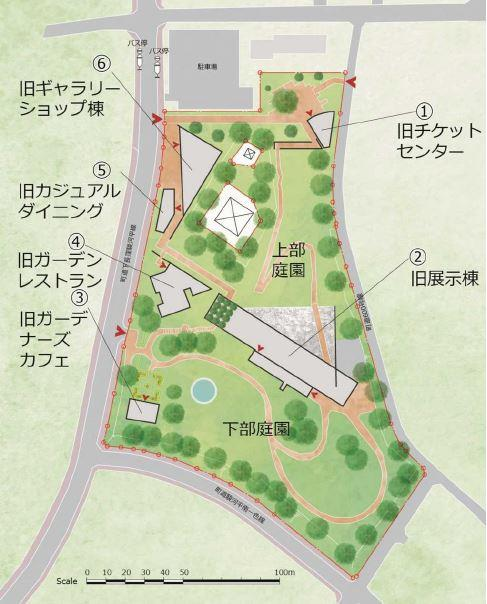 バス停
バス停
駐車場
⑥
旧ギャラリー
ショップ棟
①
旧チケット
センター
⑤
旧カジュアル
ダイニング
④
旧ガーデン
レストラン
上部
庭園
②
旧展示棟
③
旧ガーデ
ナーズ
カフェ
下部庭園
Scale
0 10 20 30 40 50 100m